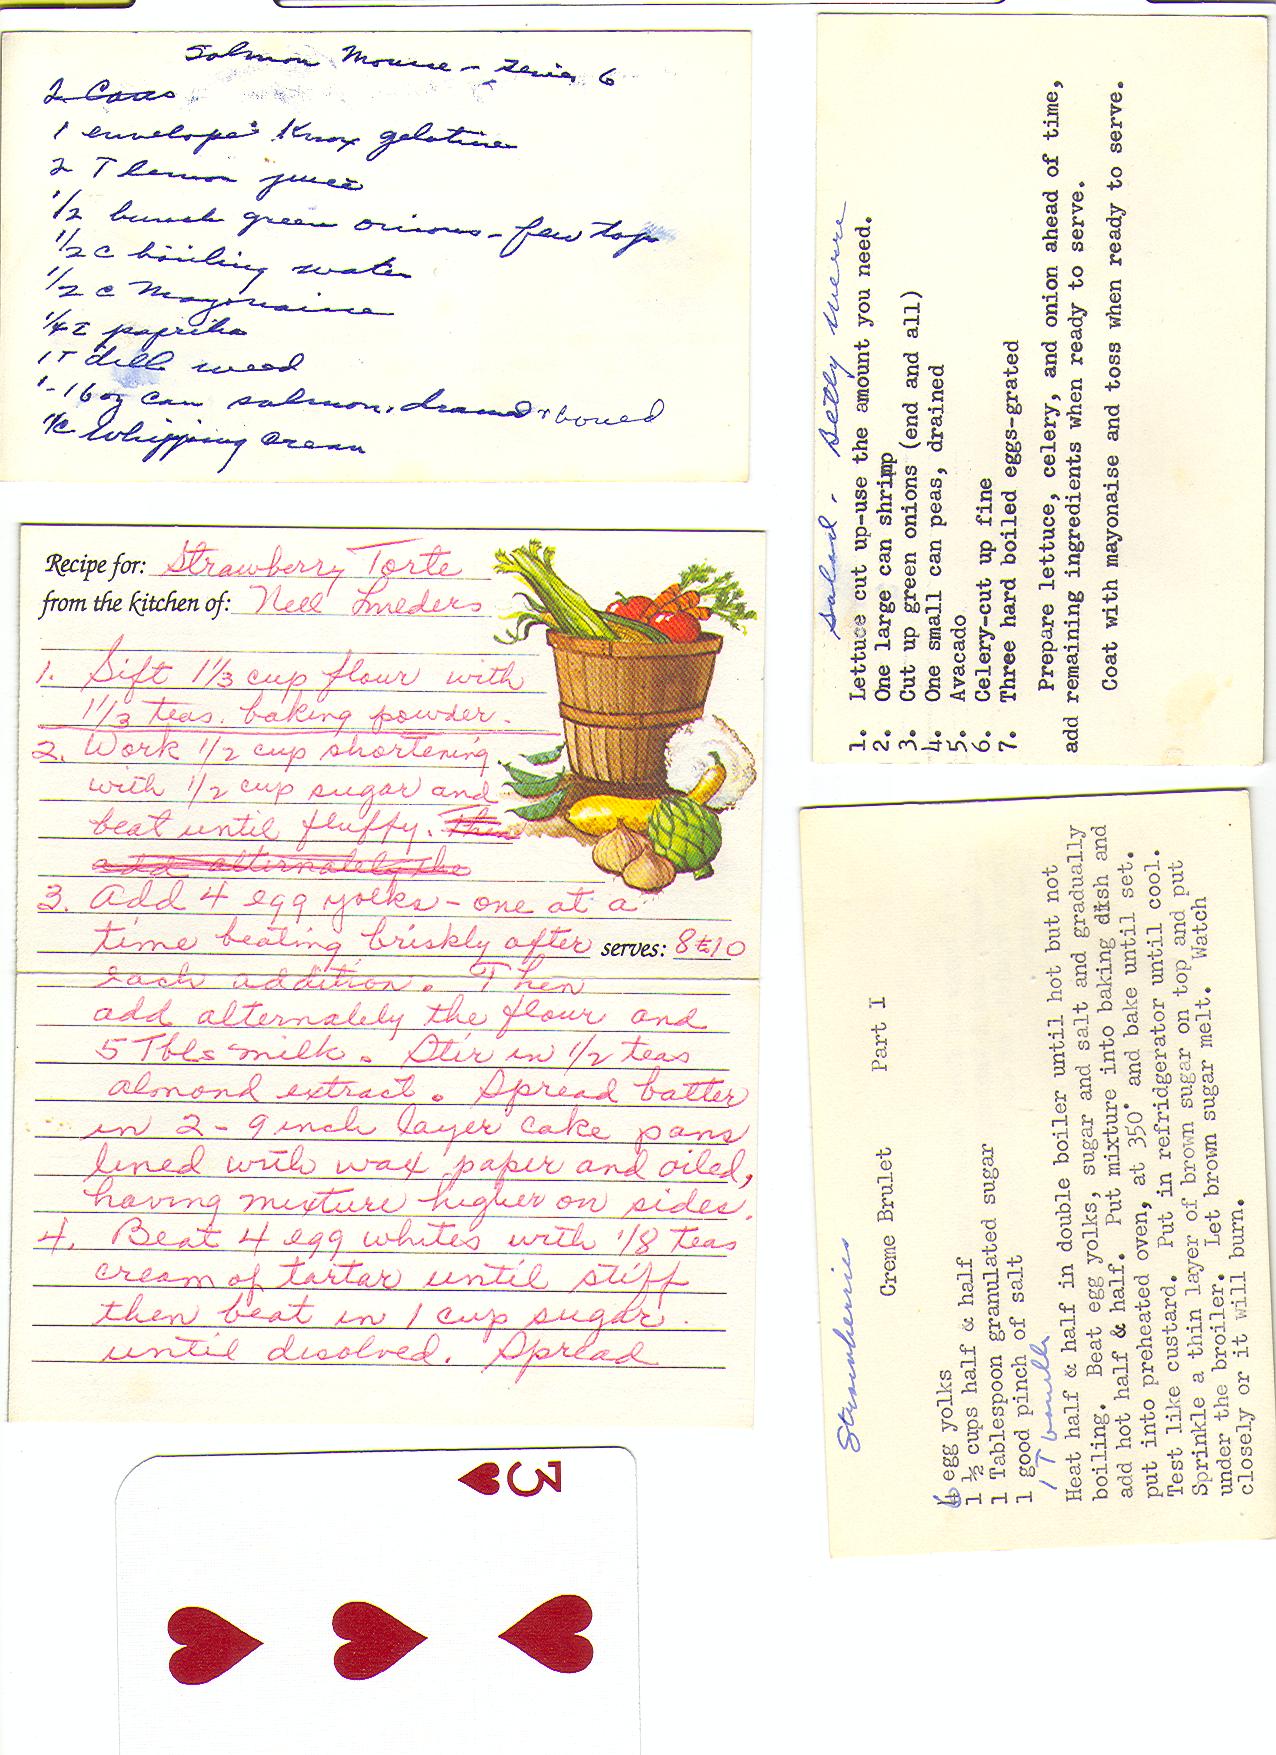 Salmon Mousse - serves 6
2 Cans
1 envelope Knox gelatine
2 T lemon juice
1/2 bunch green onions - few tops
1/2 c boiling water
1/2 c Mayonaise
1/4 t paprika
1 T dill weed
1-16 oz can salmon, drained & boned
1/2 c Whipping cream
Recipe for: Strawberry Torte
from the kitchen of: Nell
1. Sift 1 1/3 cup flour with
1 1/3 teas. baking powder.
2. Work 1/2 cup shortening
with 1/2 cup sugar and
beat until fluffy. Then
add alternately the
3. Add 4 egg yolks - one at a
time beating briskly after
serves: 8 to 10
each addition. Then
add alternately the flour and
5 Tbls milk. Stir in 1/2 teas
almond extract. Spread batter
in 2 - 9 inch layer cake pans
lined with wax paper and oiled,
having mixture higher on sides.
4. Beat 4 egg whites with 1/8 teas
cream of tartar until stiff
then beat in 1 cup sugar
until disolved. Spread
3
Salad - Betty
1. Lettuce cut up-use the amount you need.
2. One large can shrimp
3. Cut up green onions (end and all)
4. One small can peas, drained
5. Avacado
6. Celery-cut up fine
7. Three hard boiled eggs-grated
Prepare lettuce, celery, and onion ahead of time,
add remaining ingredients when ready to serve.
Coat with mayonaise and toss when ready to serve.
Strawberries
Creme Brulet Part I
6 egg yolks
1 ½ cups half & half
1 Tablespoon granulated sugar
1 good pinch of salt
1 T vanilla
Heat half & half in double boiler until hot but not
boiling. Beat egg yolks, sugar and salt and gradually
add hot half & half. Put mixture into baking dish and
put into preheated oven, at 350° and bake until set.
Test like custard. Put in refridgerator until cool.
Sprinkle a thin layer of brown sugar on top and put
under the broiler. Let brown sugar melt. Watch
closely or it will burn.